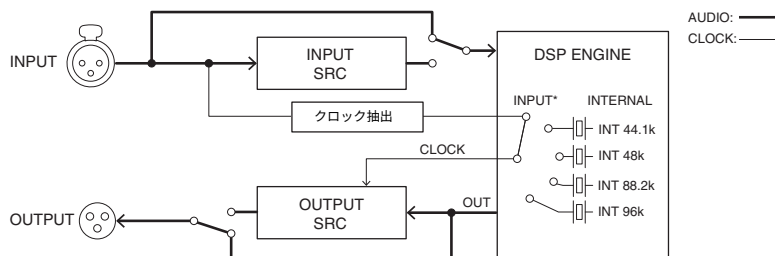 AUDIO:
CLOCK:
INPUT
INPUT
SRC
DSP ENGINE
INPUT*
INTERNAL
クロック抽出
INT 44.1k
CLOCK
INT 48k
INT 88.2k
OUTPUT
OUTPUT
SRC
OUT
INT 96k